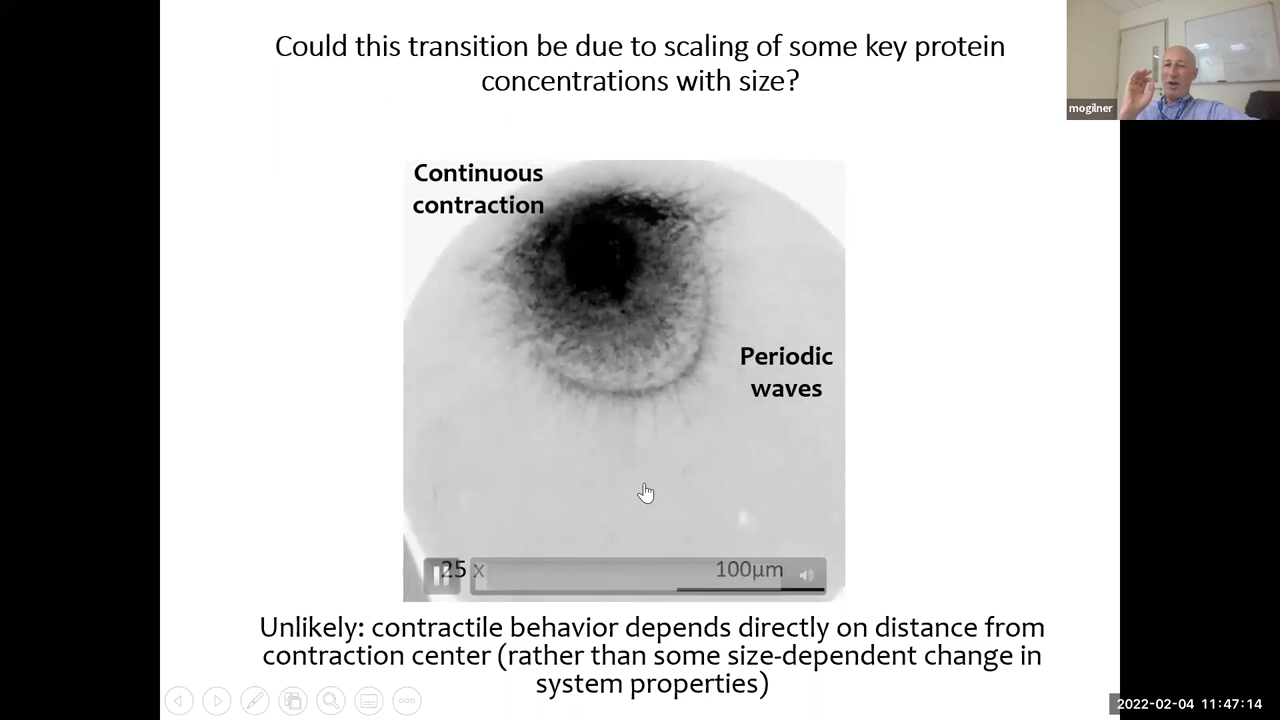 Could this transition be due to scaling of some key protein
concentrations with size?
mogilner
Continuous
contraction
Periodic
waves
25 x
100μm
Unlikely: contractile behavior depends directly on distance from
contraction center (rather than some size-dependent change in
system properties)
2022-02-04 11:47:14